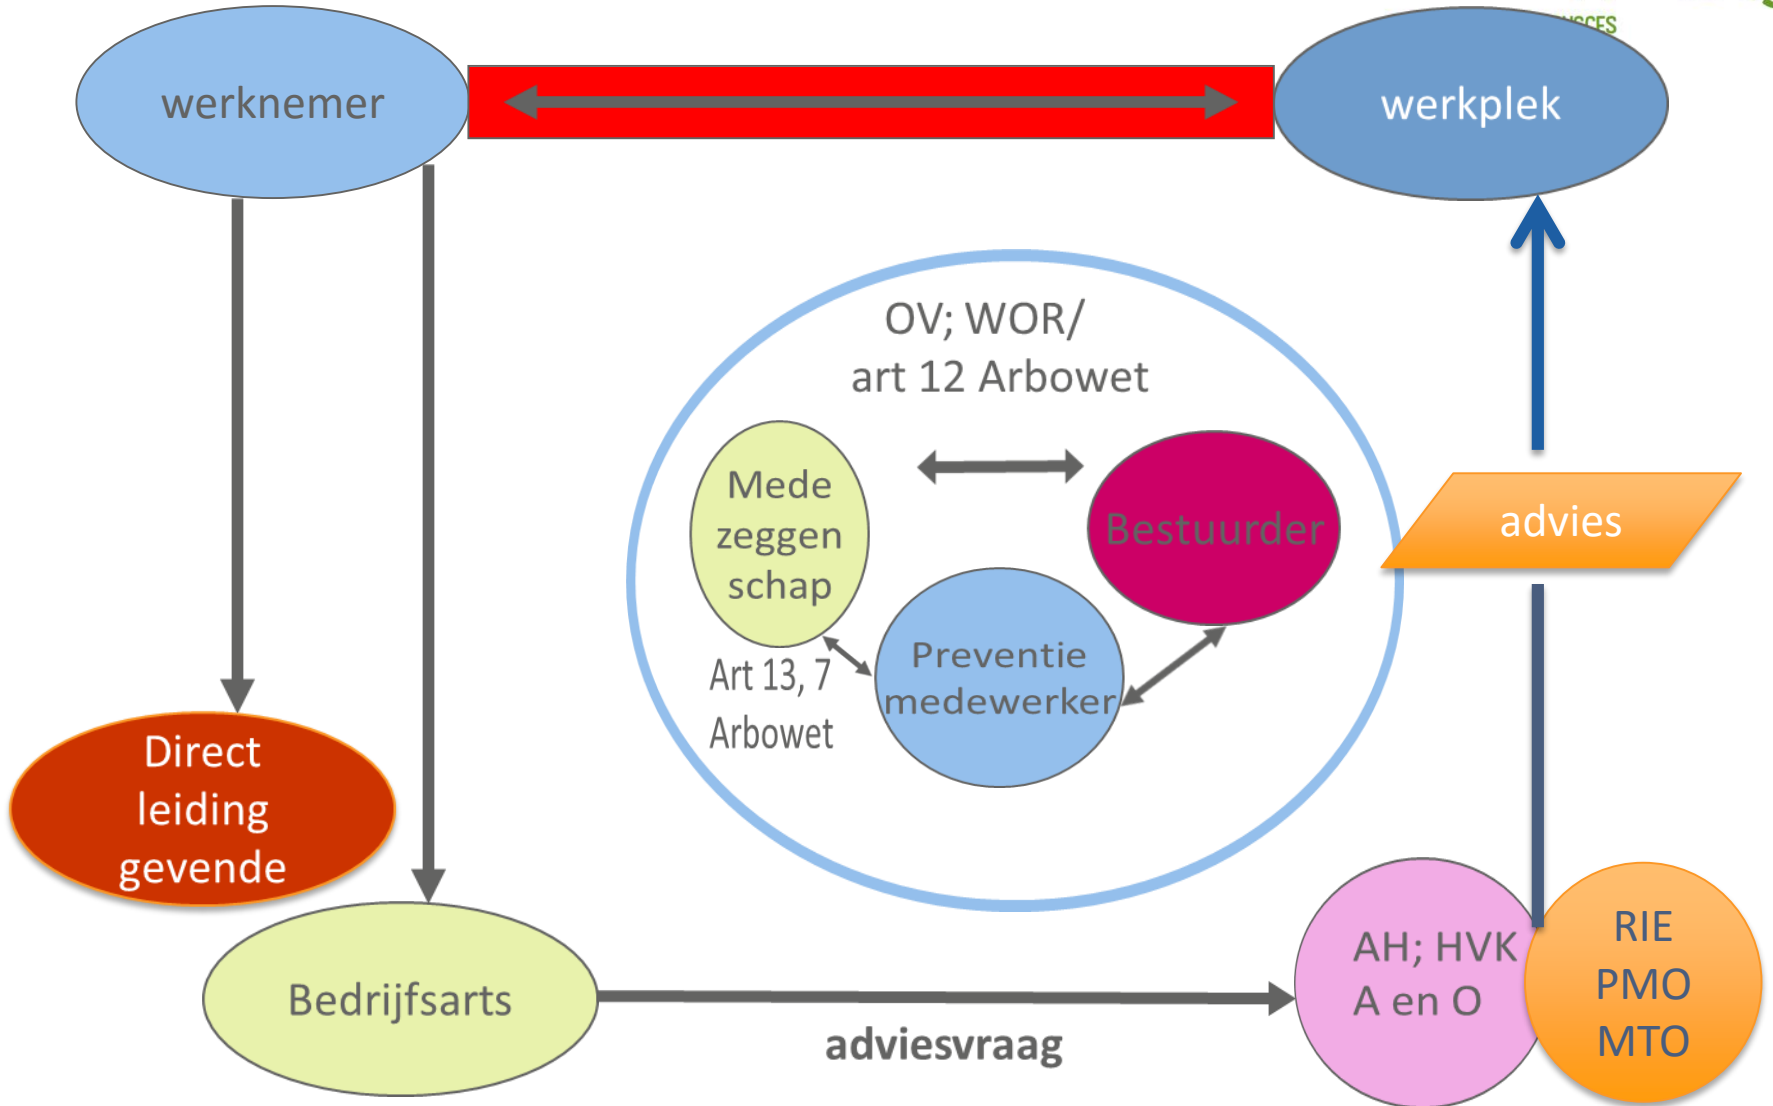 werknemer
werkplek
OV; WOR/
art 12 Arbowet
Mede
zeggen
schap
Bestuurder
advies
Preventie
medewerker
Art 13, 7
Arbowet
Direct
leiding
gevende
Bedrijfsarts
adviesvraag
AH; HVK
A en O
RIE
PMO
MTO